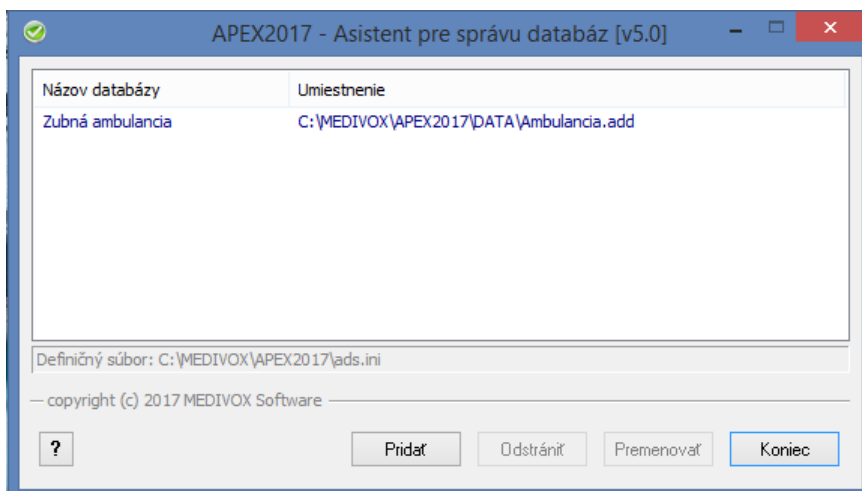 APEX2017 - Asistent pre správu databáz [v5.0]
Názov databázy Umiestnenie
Zubná ambulancia C:\MEDIVOX\APEX2017\DATA\Ambulancia.add
Definičný súbor: C:\MEDIVOX\APEX2017\ads.ini
copyright (c) 2017 MEDIVOX Software
? Pridať Odstrániť Premenovať Koniec